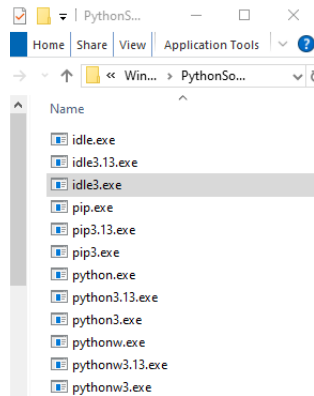 PythonS...
Home Share View Application Tools
« Win... › PythonSo...
Name
idle.exe
idle3.13.exe
idle3.exe
pip.exe
pip3.13.exe
pip3.exe
python.exe
python3.13.exe
python3.exe
pythonw.exe
pythonw3.13.exe
pythonw3.exe